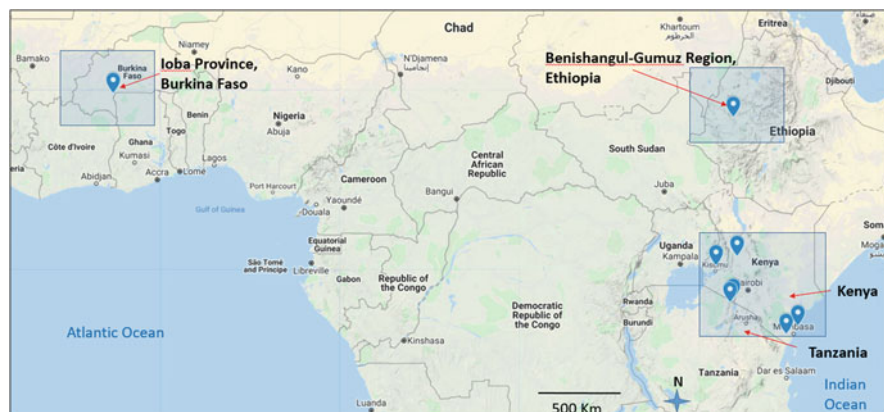 Chad
Khartoum
الخرطوم
Eritrea
Bamako
Niamey
Ioba Province,
Burkina Faso
Burkina
Faso
Kano
N'Djamena
إنجامينا
Benishangul-Gumuz Region,
Ethiopia
Djibouti
Nigeria
Abuja
Benin
Togo
Ghana
Côte d'Ivoire
Kumasi
Abidjan
Accra
Lomé
Lagos
Port Harcourt
Ethiopia
South Sudan
Central
African
Republic
Cameroon
Bangui
Juba
Yaoundé
Douala
Gulf of Guinea
Equatorial
Guinea
São Tomé
and Príncipe
Libreville
Gabon
Republic of
the Congo
Uganda
Kampala
Kisumu
Kenya
Nairobi
Kenya
Rwanda
Burundi
Arusha
Mombasa
Democratic
Republic of
the Congo
Atlantic Ocean
Kinshasa
Tanzania
Tanzania
Dar es Salaam
Luanda
500 Km
N
Indian
Ocean